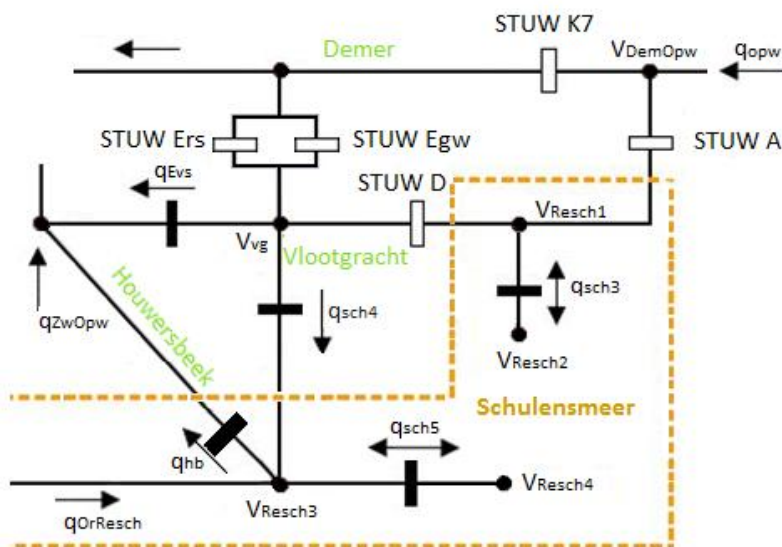 STUW K7
Demer
VDemOpw
qopw
STUW Ers
STUW Egw
STUW A
qEvs
STUW D
VResch1
Vvg
Vlootgracht
qZwOpw
Houwersbeek
qsch4
qsch3
VResch2
Schulensmeer
qsch5
qhb
VResch4
qOrResch
VResch3